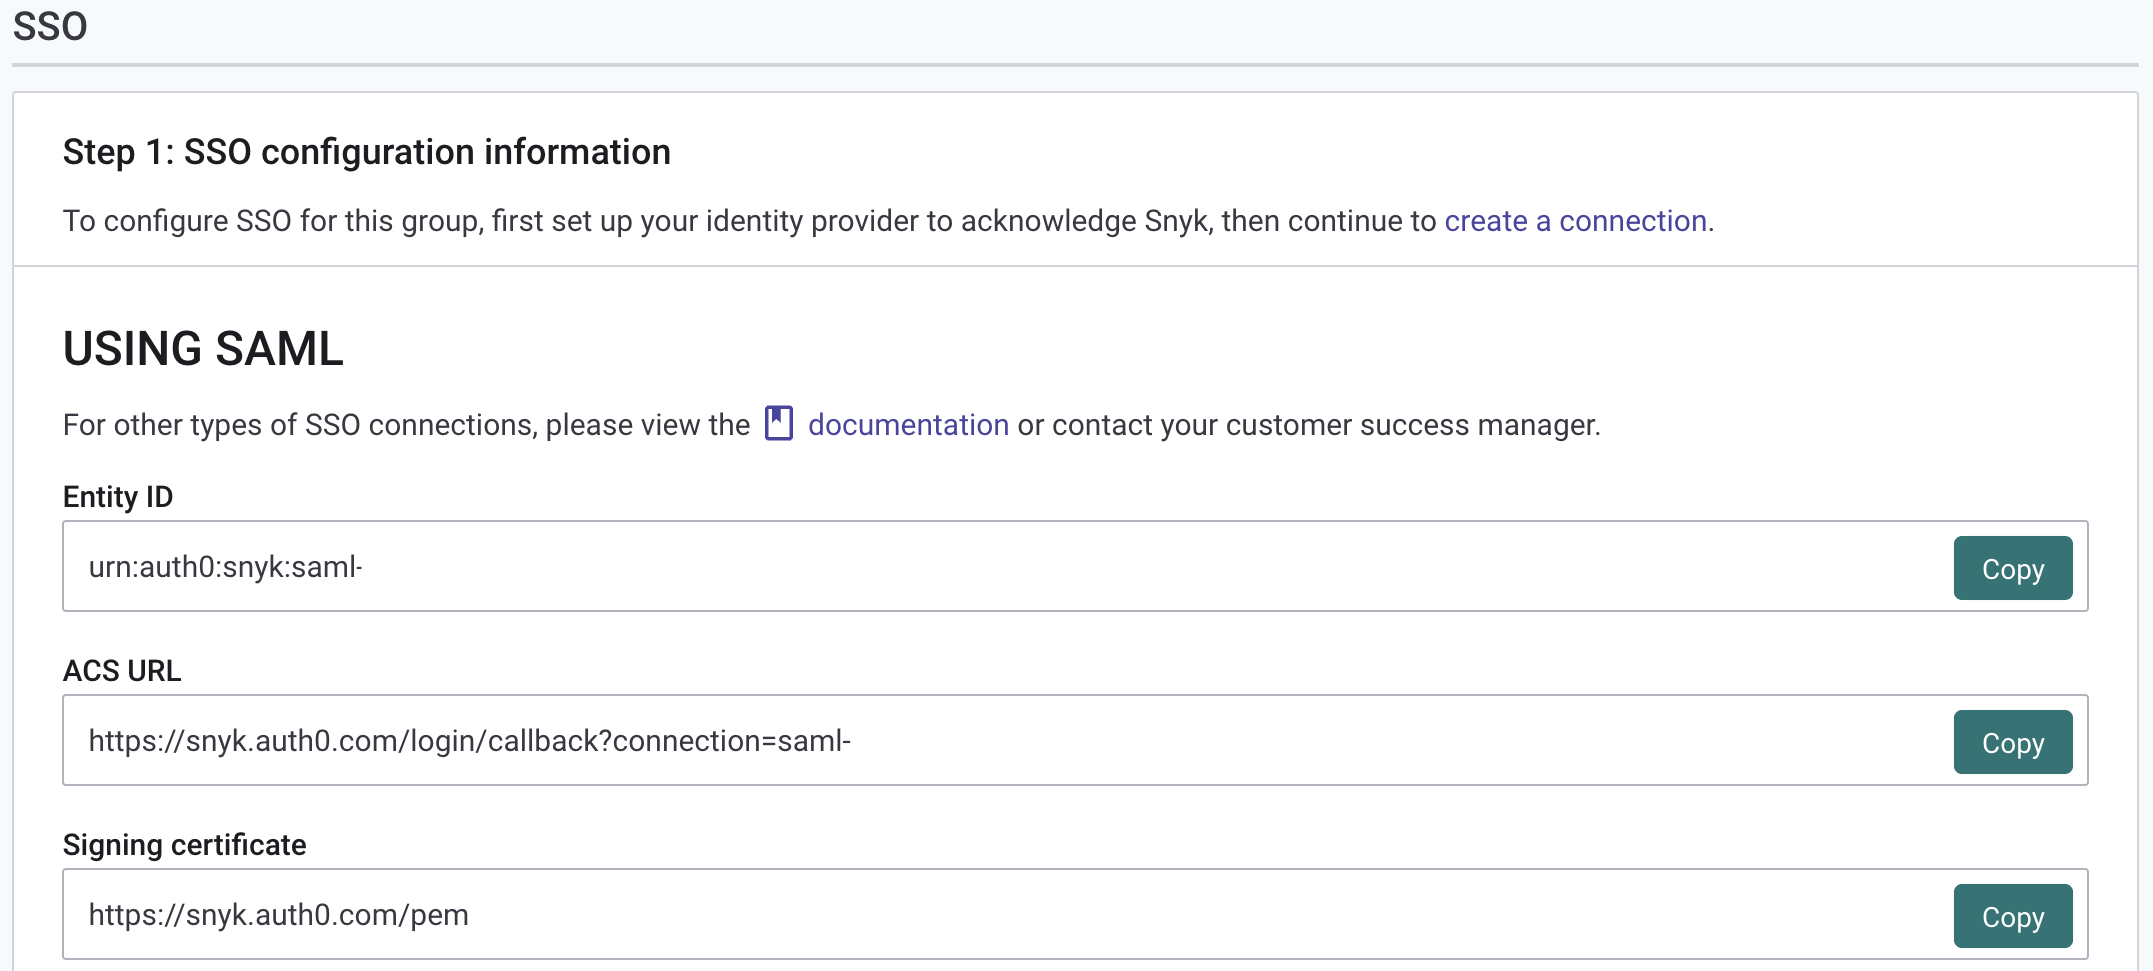 SSO
Step 1: SSO configuration information
To configure SSO for this group, first set up your identity provider to acknowledge Snyk, then continue to create a connection.
USING SAML
For other types of SSO connections, please view the documentation or contact your customer success manager.
Entity ID
urn:auth0:snyk:saml-
Copy
ACS URL
https://snyk.auth0.com/login/callback?connection=saml-
Copy
Signing certificate
https://snyk.auth0.com/pem
Copy